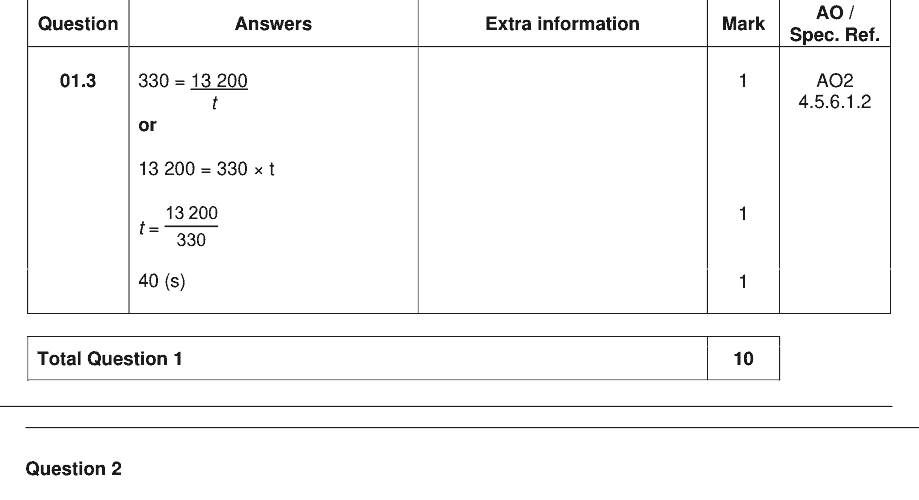 Question Answers Extra information Mark AO /
Spec. Ref.
01.3 330 = 13 200 1 AO2
t 4.5.6.1.2
or
13 200 = 330 × t
t = 13 200 1
330
40 (s) 1
Total Question 1 10
Question 2